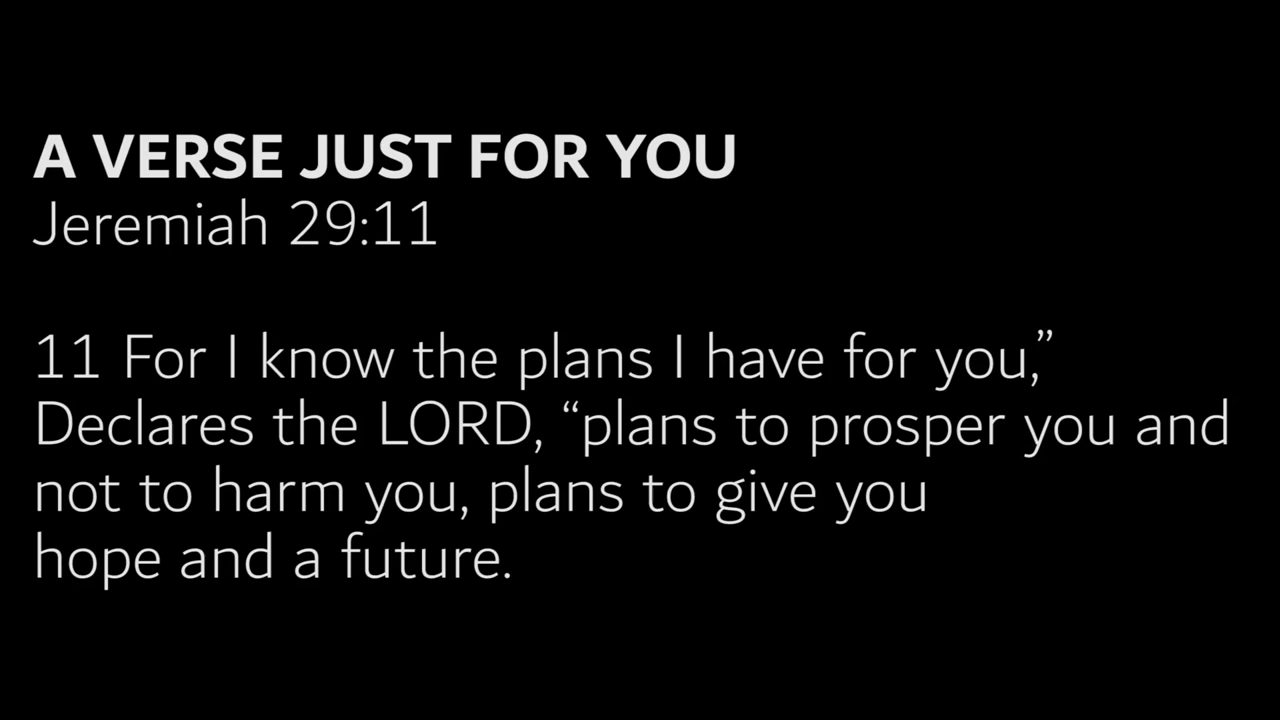 A VERSE JUST FOR YOU
Jeremiah 29:11
11 For I know the plans I have for you,”
Declares the LORD, “plans to prosper you and
not to harm you, plans to give you
hope and a future.